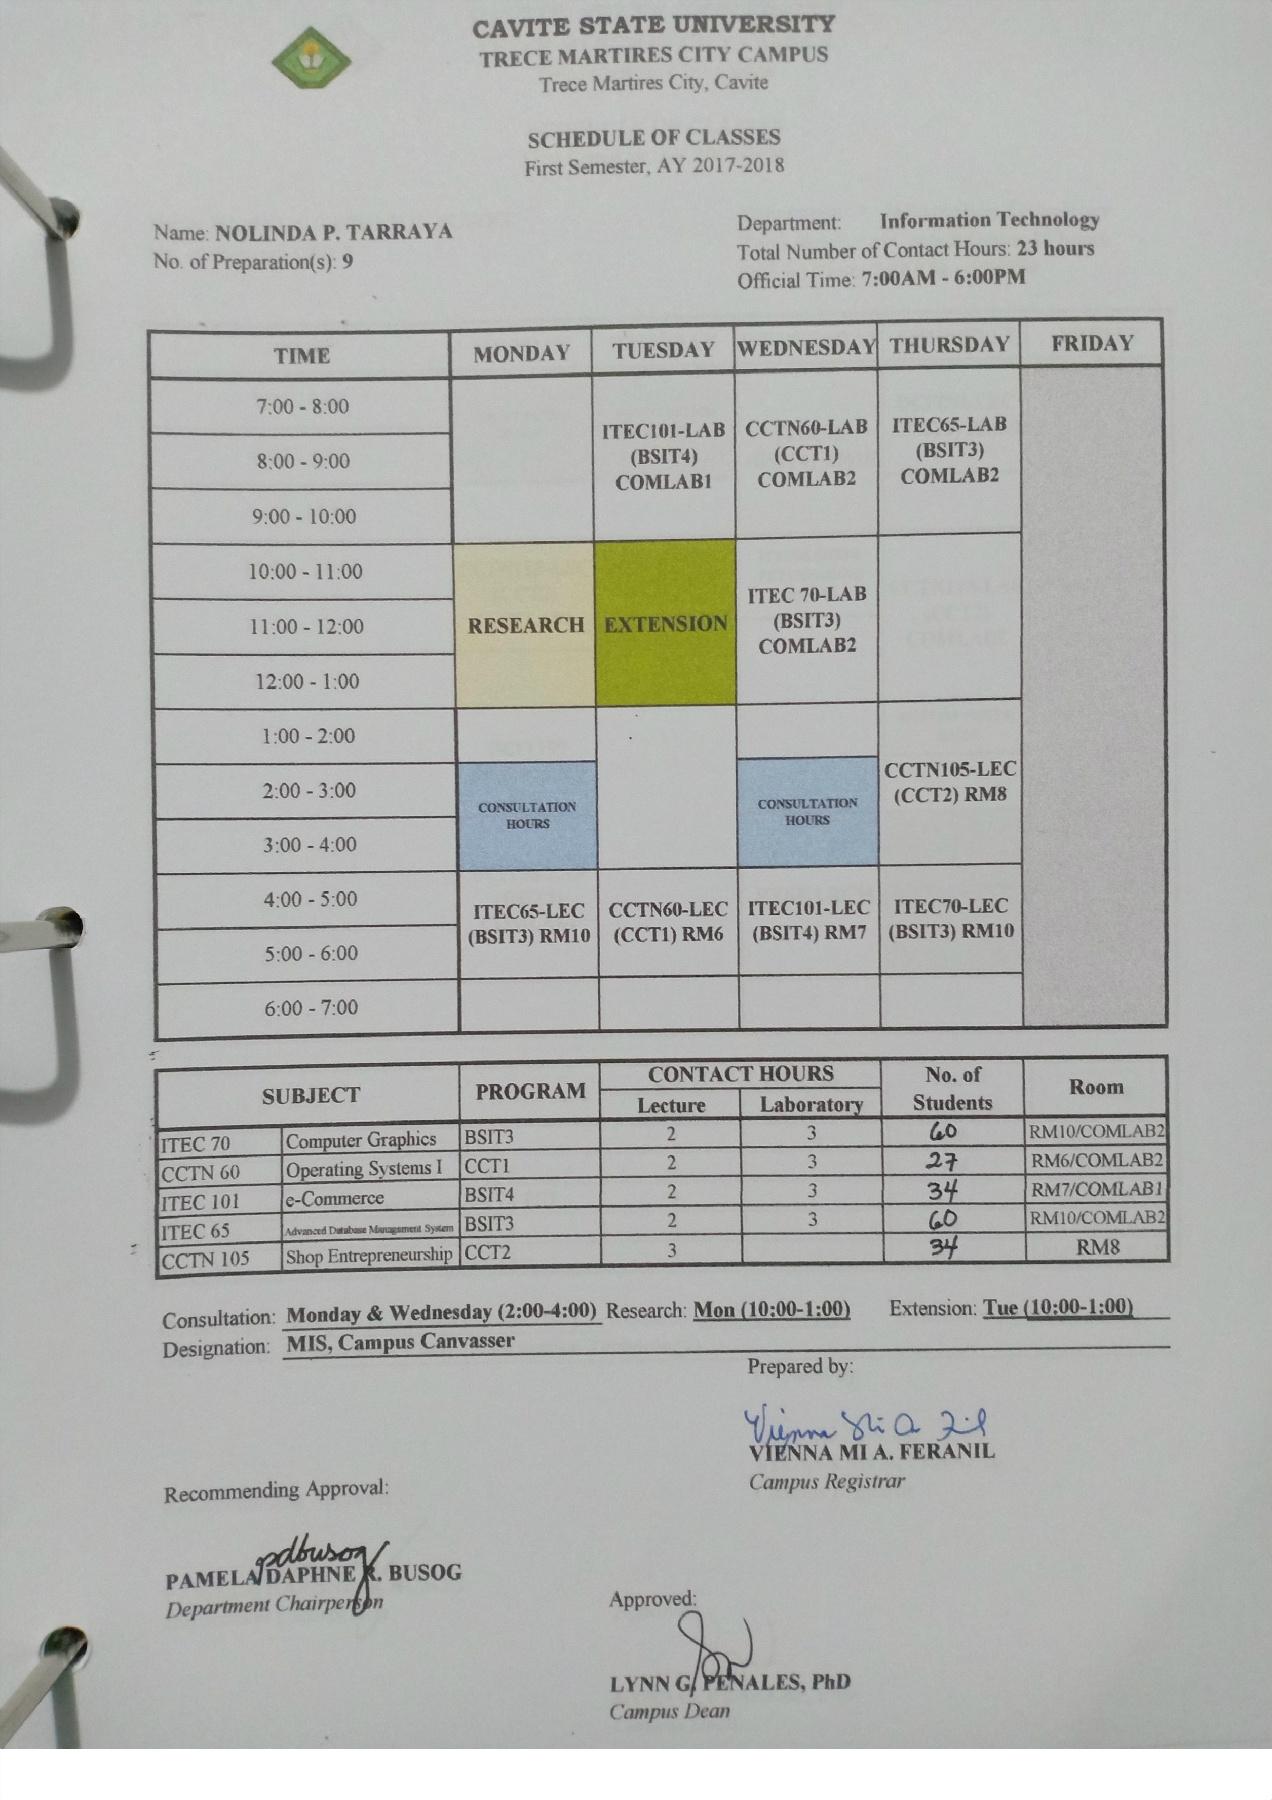 CAVITE STATE UNIVERSITY
TRECE MARTIRES CITY CAMPUS
Trece Martires City, Cavite
SCHEDULE OF CLASSES
First Semester, AY 2017-2018
Name: NOLINDA P. TARRAYA
No. of Preparation(s): 9
Department: Information Technology
Total Number of Contact Hours: 23 hours
Official Time: 7:00AM - 6:00PM
TIME MONDAY TUESDAY WEDNESDAY THURSDAY FRIDAY
7:00 - 8:00
8:00 - 9:00
9:00 - 10:00
ITEC101-LAB
(BSIT4)
COMLAB1
CCTN60-LAB
(CCT1)
COMLAB2
ITEC65-LAB
(BSIT3)
COMLAB2
10:00 - 11:00
11:00 - 12:00
12:00 - 1:00
RESEARCH
EXTENSION
ITEC 70-LAB
(BSIT3)
COMLAB2
1:00 - 2:00
2:00 - 3:00
3:00 - 4:00
CONSULTATION
HOURS
CONSULTATION
HOURS
CCTN105-LEC
(CCT2) RM8
4:00 - 5:00
5:00 - 6:00
ITEC65-LEC
(BSIT3) RM10
CCTN60-LEC
(CCT1) RM6
ITEC101-LEC
(BSIT4) RM7
ITEC70-LEC
(BSIT3) RM10
6:00 - 7:00
SUBJECT PROGRAM CONTACT HOURS No. of Students Room
Lecture Laboratory
ITEC 70 Computer Graphics BSIT3 2 3 60 RM10/COMLAB2
CCTN 60 Operating Systems I CCT1 2 3 27 RM6/COMLAB2
ITEC 101 e-Commerce BSIT4 2 3 34 RM7/COMLAB1
ITEC 65 Advanced Database Management System BSIT3 2 3 60 RM10/COMLAB2
CCTN 105 Shop Entrepreneurship CCT2 3 34 RM8
Consultation: Monday & Wednesday (2:00-4:00) Research: Mon (10:00-1:00) Extension: Tue (10:00-1:00)
Designation: MIS, Campus Canvasser
Prepared by:
VIENNA MI A. FERANIL
Campus Registrar
Recommending Approval:
pdbusog
PAMELA DAPHNE R. BUSOG
Department Chairperson
Approved:
LYNN G. PENALES, PhD
Campus Dean